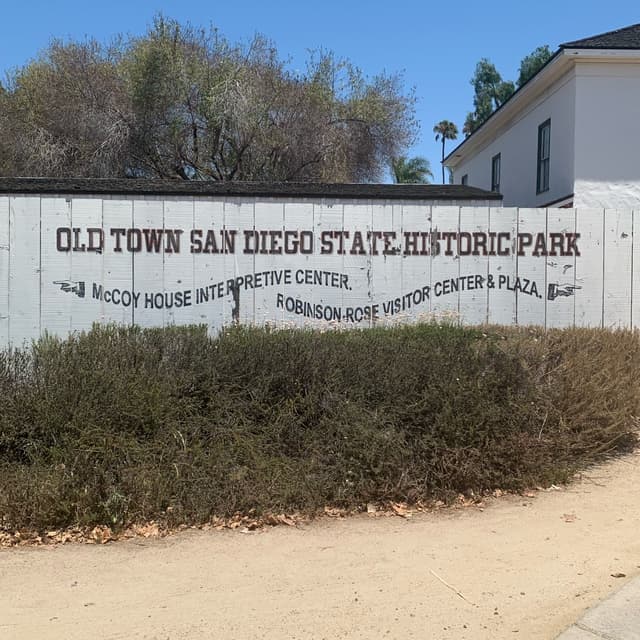 OLD TOWN SAN DIEGO STATE HISTORIC PARK
McCOY HOUSE INTERPRETIVE CENTER.
ROBINSON-ROSE VISITOR CENTER & PLAZA.